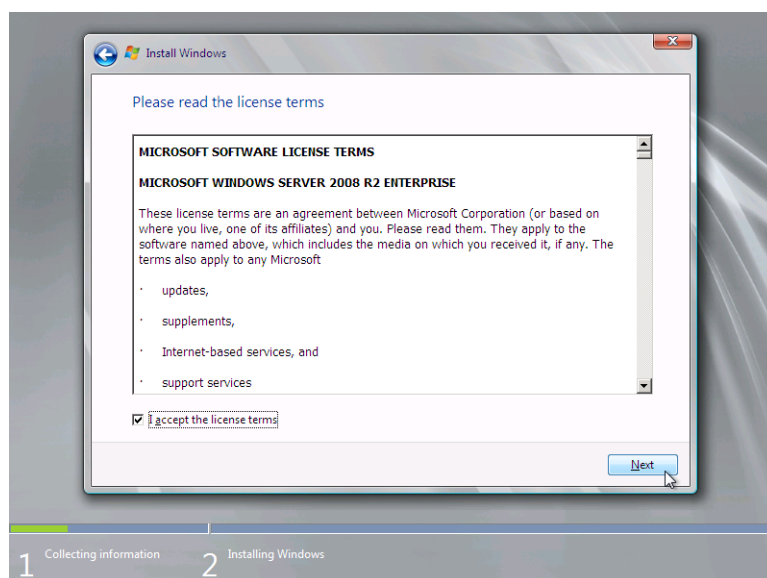 Install Windows
Please read the license terms
MICROSOFT SOFTWARE LICENSE TERMS
MICROSOFT WINDOWS SERVER 2008 R2 ENTERPRISE
These license terms are an agreement between Microsoft Corporation (or based on
where you live, one of its affiliates) and you. Please read them. They apply to the
software named above, which includes the media on which you received it, if any. The
terms also apply to any Microsoft
· updates,
· supplements,
· Internet-based services, and
· support services
I accept the license terms
Next
1 Collecting information
2 Installing Windows